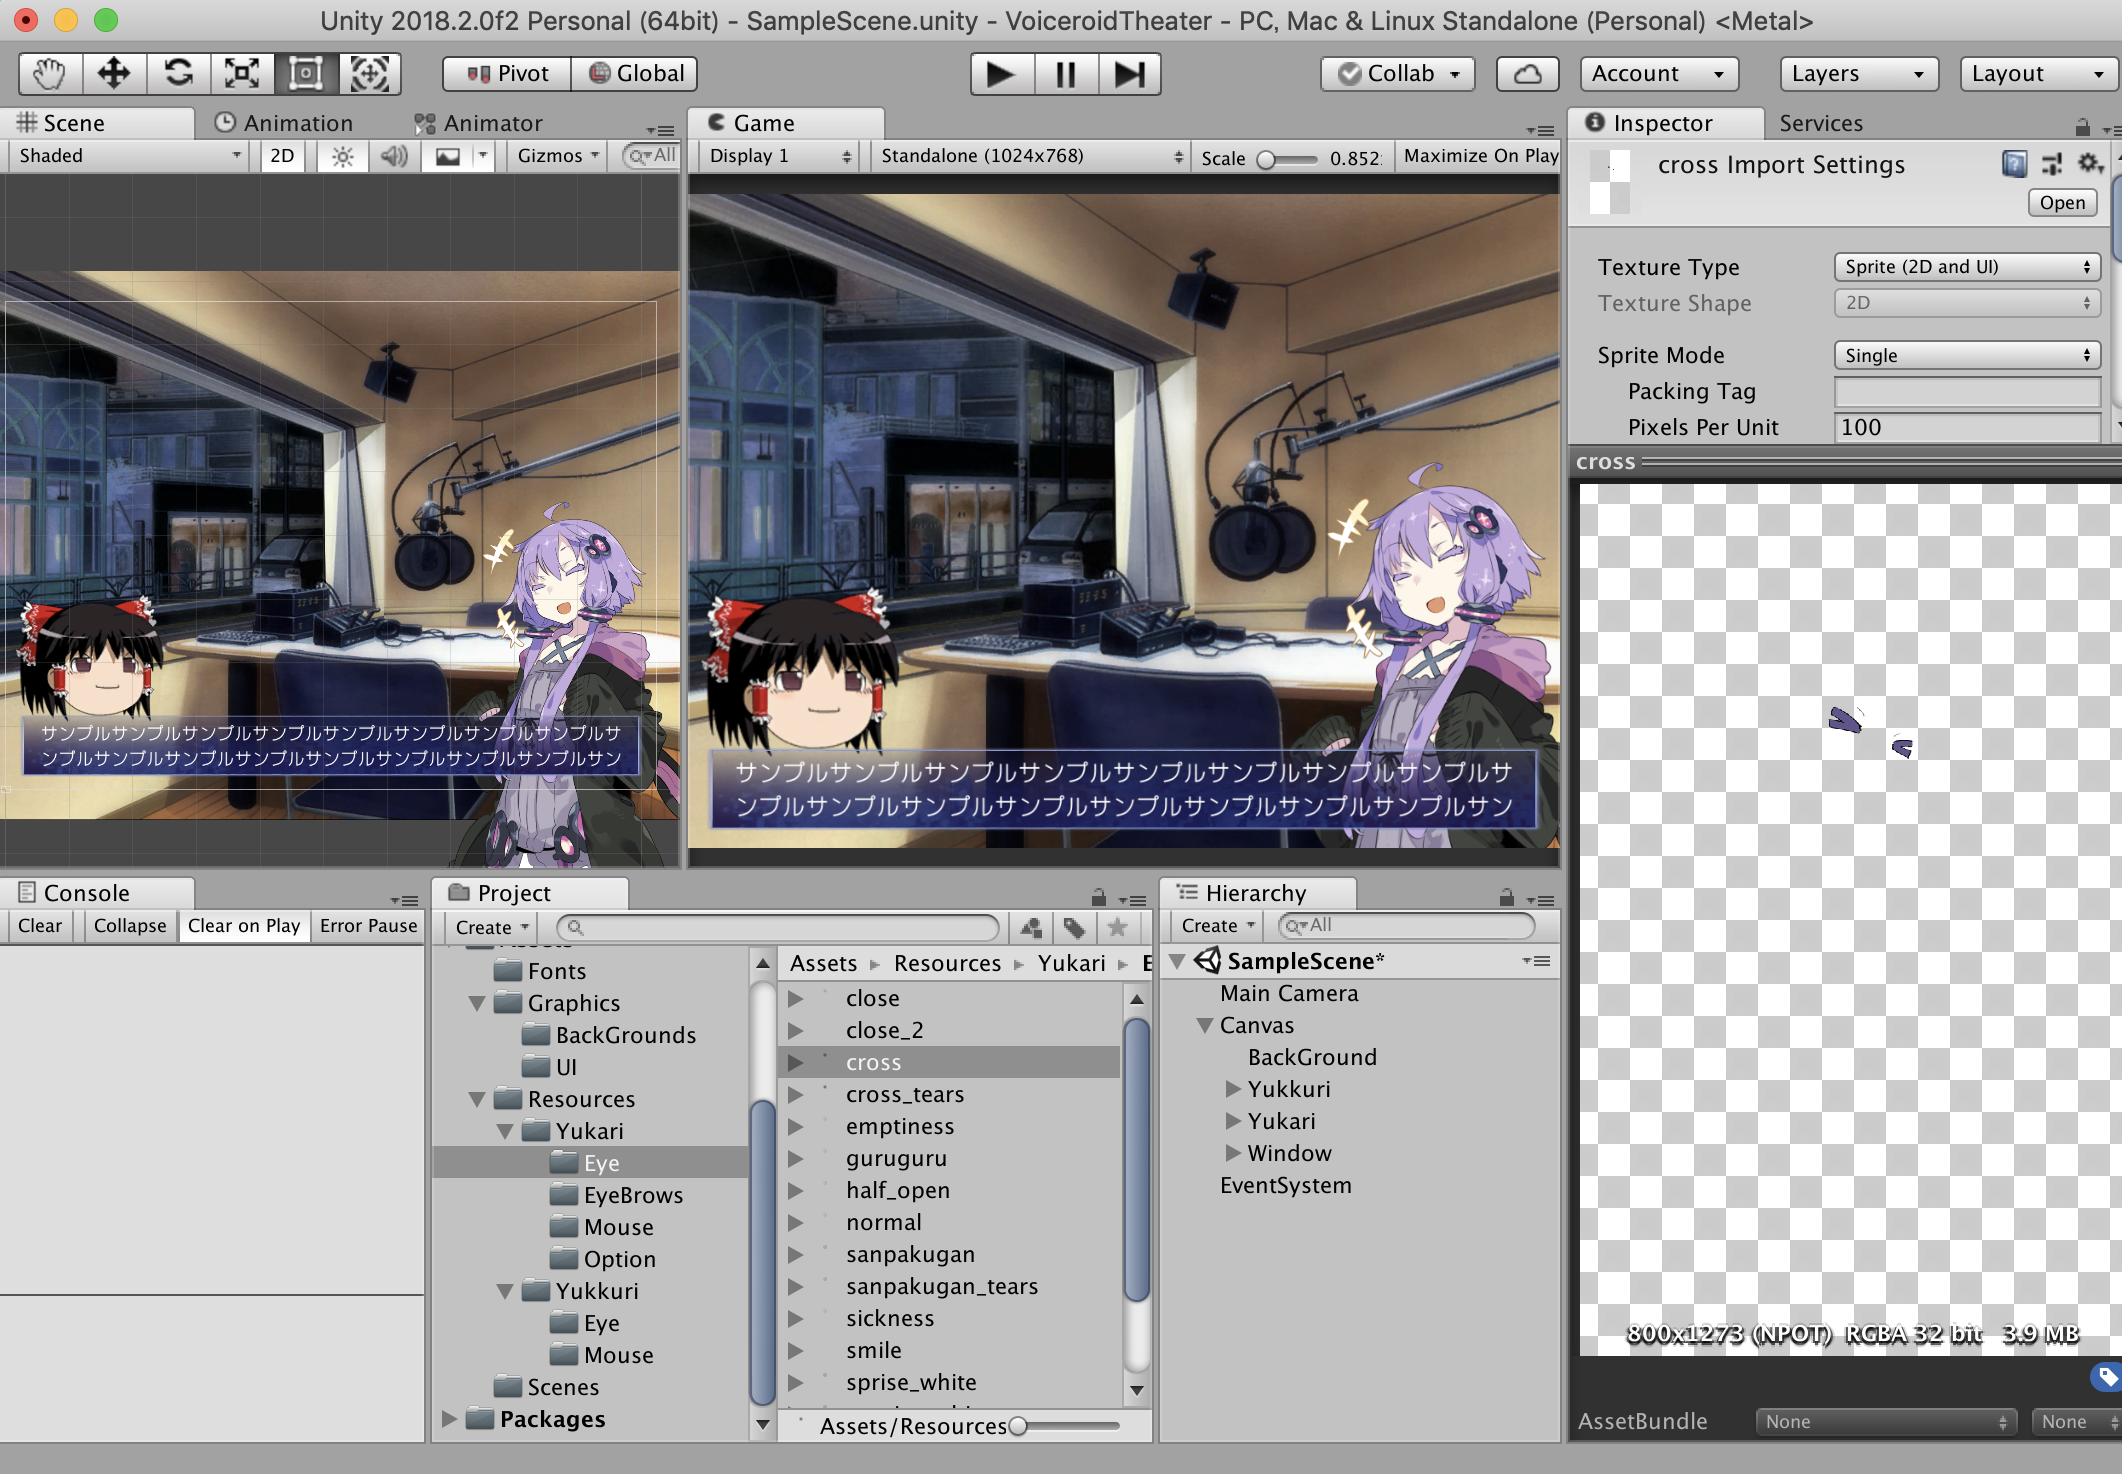 Unity 2018.2.0f2 Personal (64bit) - SampleScene.unity - VoiceroidTheater - PC, Mac & Linux Standalone (Personal) <Metal>
Pivot Global Collab Account Layers Layout
Scene Animation Animator
Shaded 2D Gizmos All
Game
Display 1 Standalone (1024x768) Scale 0.852 Maximize On Play
サンプルサンプルサンプルサンプルサンプルサンプルサンプルサンプルサ
ンプルサンプルサンプルサンプルサンプルサンプルサンプルサンプルサン
サンプルサンプルサンプルサンプルサンプルサンプルサンプルサンプルサ
ンプルサンプルサンプルサンプルサンプルサンプルサンプルサンプルサン
Inspector Services
cross Import Settings
Open
Texture Type Sprite (2D and UI)
Texture Shape 2D
Sprite Mode Single
Packing Tag
Pixels Per Unit 100
cross
800x1273 (NPOT) RGBA 32 bit 3.9 MB
AssetBundle None None
Console
Clear Collapse Clear on Play Error Pause
Project
Create
Assets
Fonts
Graphics
BackGrounds
UI
Resources
Yukari
Eye
EyeBrows
Mouse
Option
Yukkuri
Eye
Mouse
Scenes
Packages
Assets Resources Yukari E
close
close_2
cross
cross_tears
emptiness
guruguru
half_open
normal
sanpakugan
sanpakugan_tears
sickness
smile
sprise_white
Assets/Resources
Hierarchy
Create All
SampleScene*
Main Camera
Canvas
BackGround
Yukkuri
Yukari
Window
EventSystem